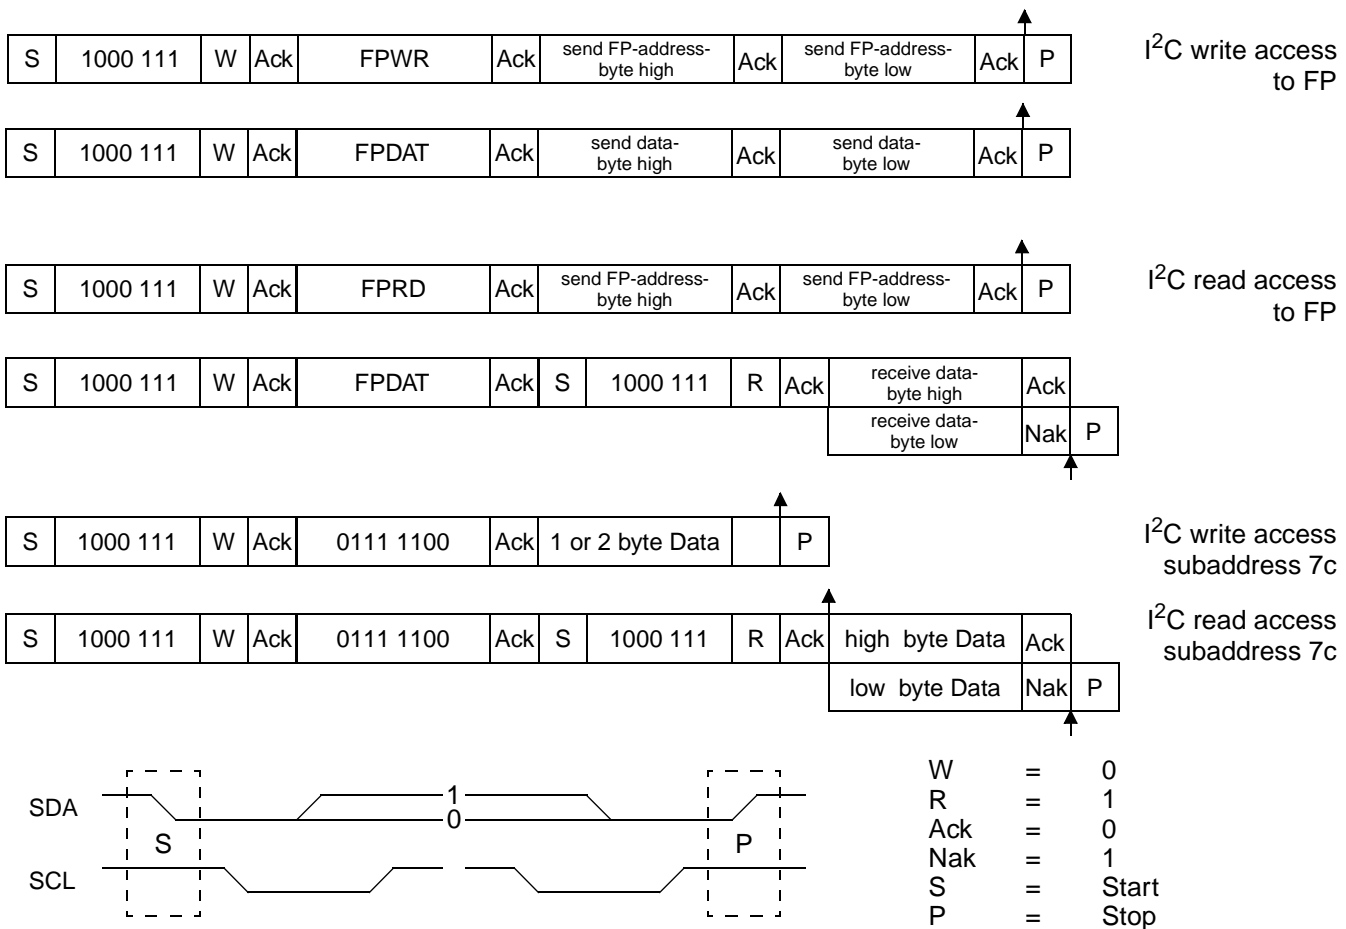 S 1000 111 W Ack FPWR Ack send FP-address-byte high Ack send FP-address-byte low Ack P I²C write access
to FP
S 1000 111 W Ack FPDAT Ack send data-byte high Ack send data-byte low Ack P
S 1000 111 W Ack FPRD Ack send FP-address-byte high Ack send FP-address-byte low Ack P I²C read access
to FP
S 1000 111 W Ack FPDAT Ack S 1000 111 R Ack receive data-byte high Ack
receive data-byte low Nak P
S 1000 111 W Ack 0111 1100 Ack 1 or 2 byte Data P I²C write access
subaddress 7c
S 1000 111 W Ack 0111 1100 Ack S 1000 111 R Ack high byte Data Ack I²C read access
subaddress 7c
low byte Data Nak P
SDA 1
0
S P
SCL
W = 0
R = 1
Ack = 0
Nak = 1
S = Start
P = Stop